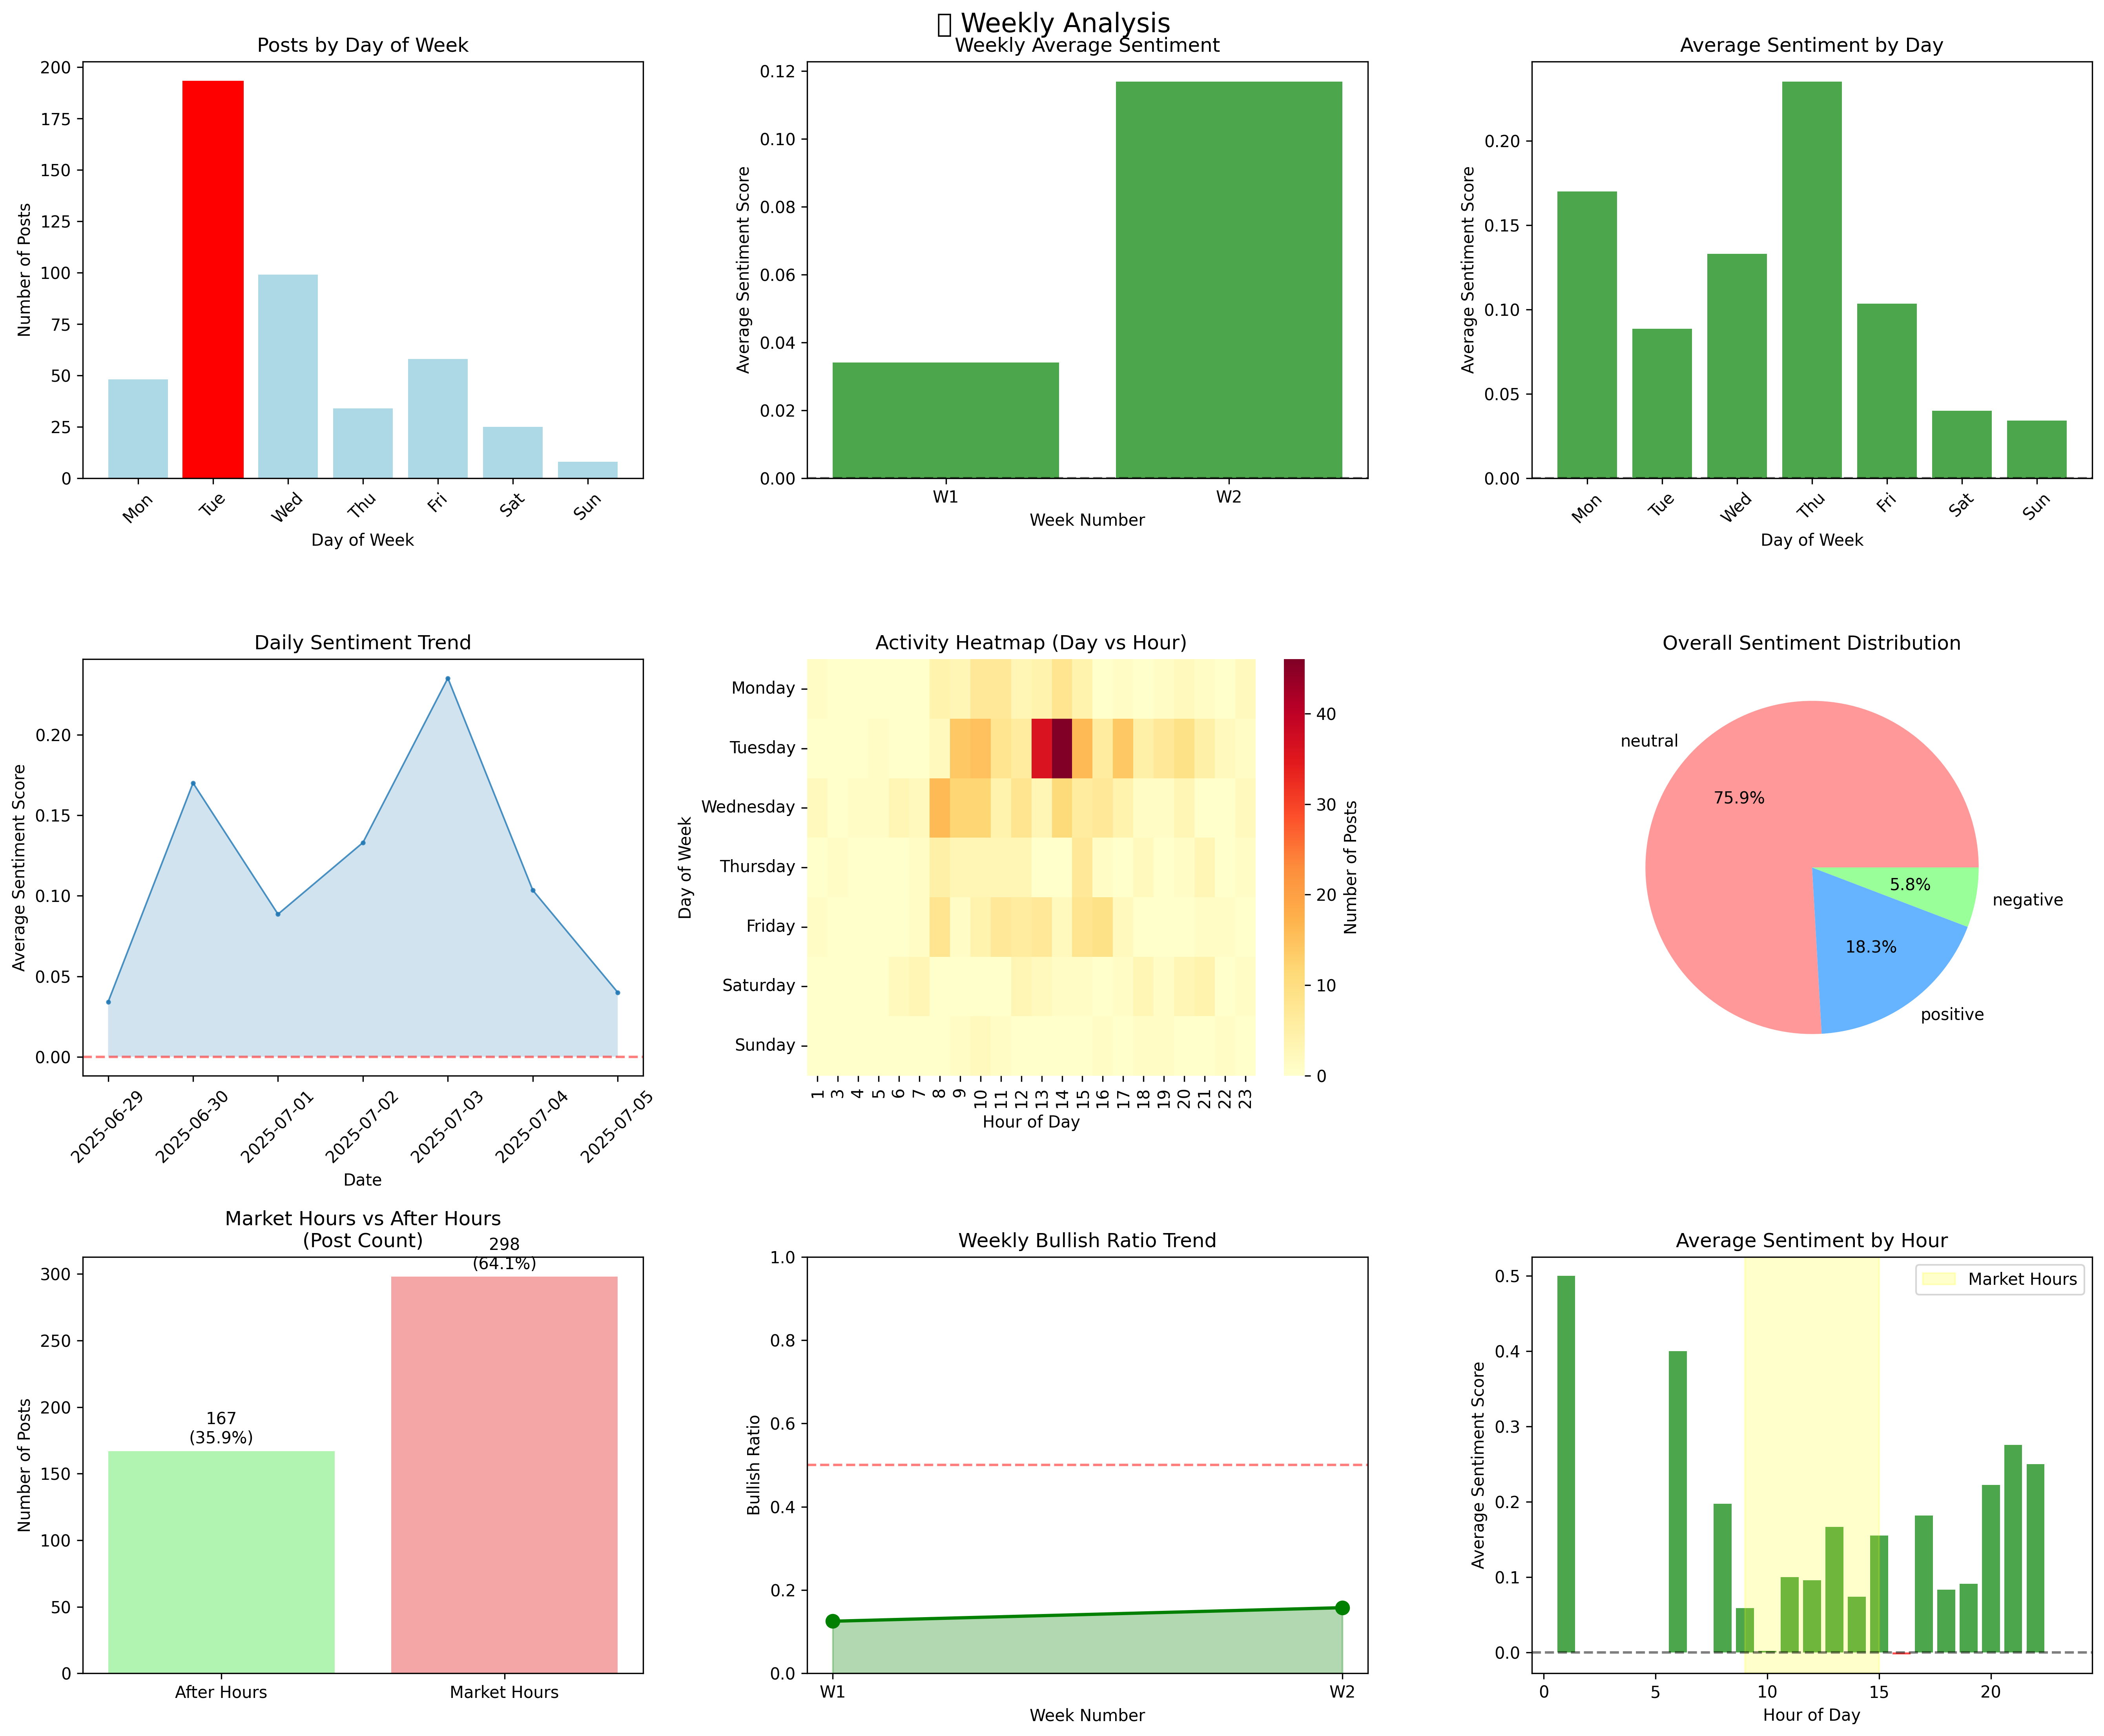 Weekly Analysis
Posts by Day of Week
200
175
150
125
100
75
50
25
0
Number of Posts
Mon
Tue
Wed
Thu
Fri
Sat
Sun
Day of Week
Weekly Average Sentiment
0.12
0.10
0.08
0.06
0.04
0.02
0.00
Average Sentiment Score
W1
W2
Week Number
Average Sentiment by Day
0.20
0.15
0.10
0.05
0.00
Average Sentiment Score
Mon
Tue
Wed
Thu
Fri
Sat
Sun
Day of Week
Daily Sentiment Trend
0.20
0.15
0.10
0.05
0.00
Average Sentiment Score
2025-06-29
2025-06-30
2025-07-01
2025-07-02
2025-07-03
2025-07-04
2025-07-05
Date
Activity Heatmap (Day vs Hour)
Monday
Tuesday
Wednesday
Thursday
Friday
Saturday
Sunday
Day of Week
1
3
4
5
6
7
8
9
10
11
12
13
14
15
16
17
18
19
20
21
22
23
Hour of Day
40
30
20
10
0
Number of Posts
Overall Sentiment Distribution
neutral
75.9%
5.8%
negative
18.3%
positive
Market Hours vs After Hours
(Post Count)
298
(64.1%)
167
(35.9%)
300
250
200
150
100
50
0
Number of Posts
After Hours
Market Hours
Weekly Bullish Ratio Trend
1.0
0.8
0.6
0.4
0.2
0.0
Bullish Ratio
W1
W2
Week Number
Average Sentiment by Hour
Market Hours
0.5
0.4
0.3
0.2
0.1
0.0
Average Sentiment Score
0
5
10
15
20
Hour of Day